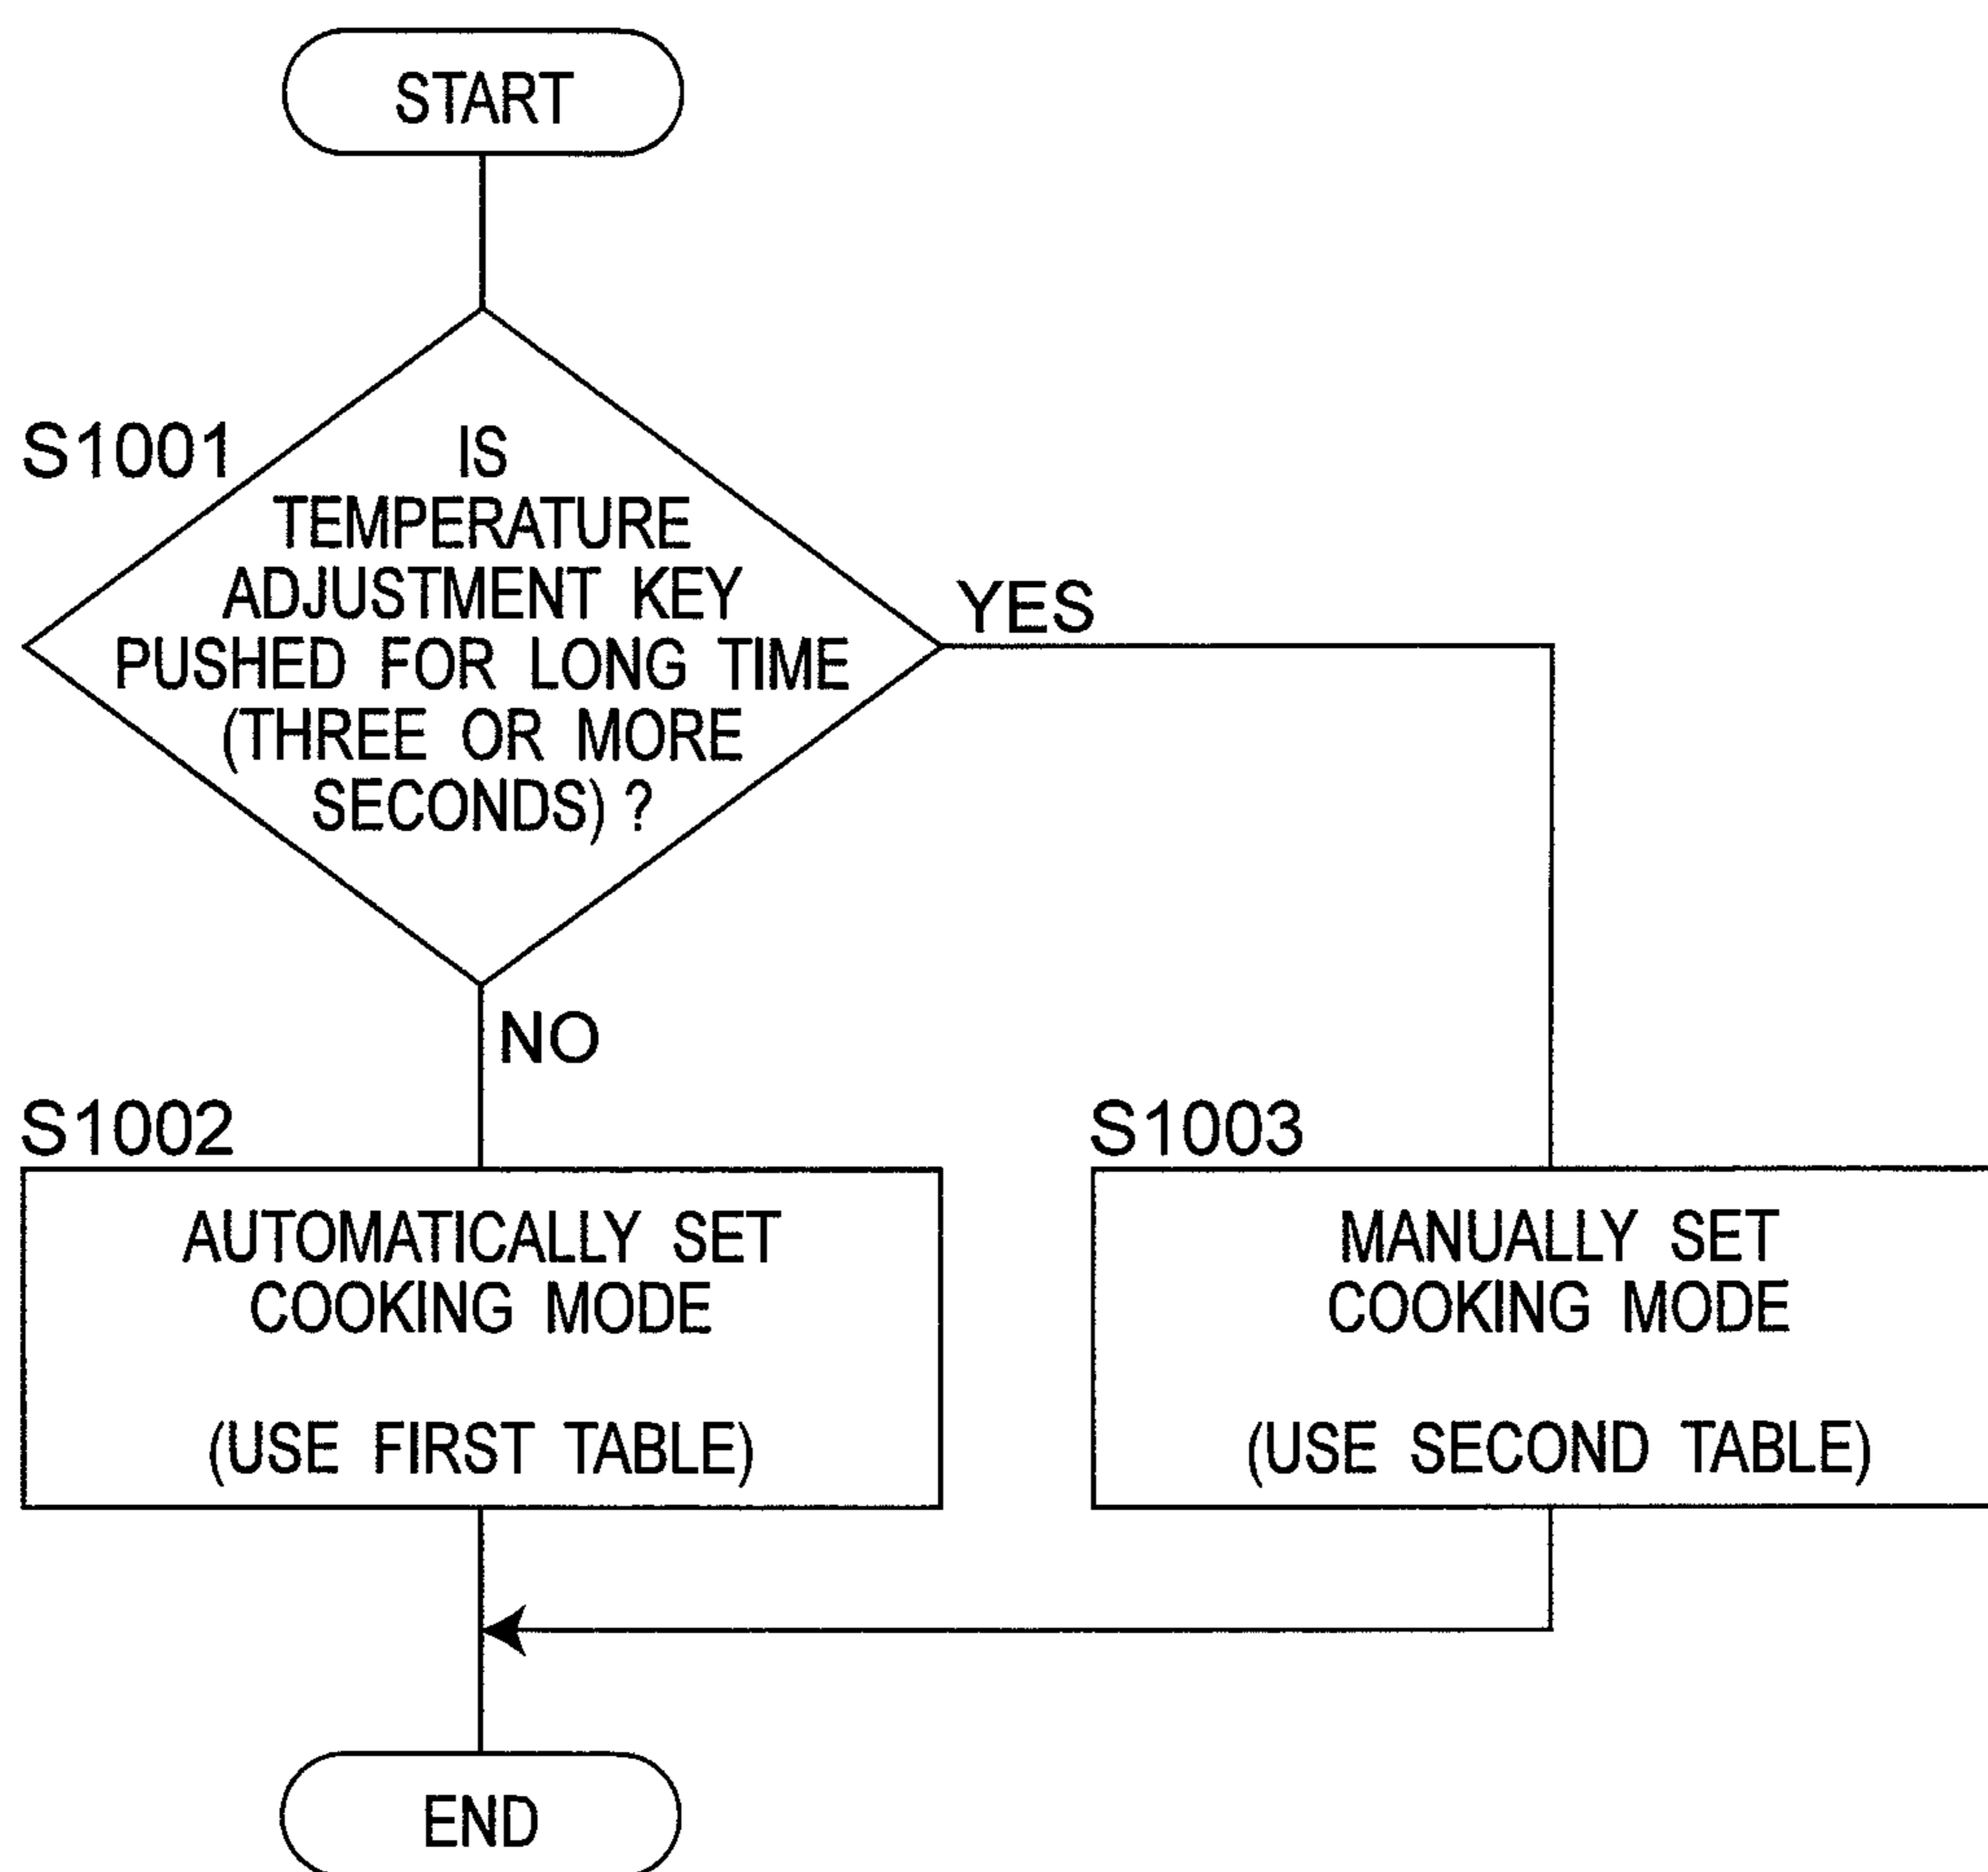 START
S1001
IS
TEMPERATURE
ADJUSTMENT KEY
PUSHED FOR LONG TIME
(THREE OR MORE
SECONDS) ?
YES
NO
S1002
AUTOMATICALLY SET
COOKING MODE
(USE FIRST TABLE)
S1003
MANUALLY SET
COOKING MODE
(USE SECOND TABLE)
END